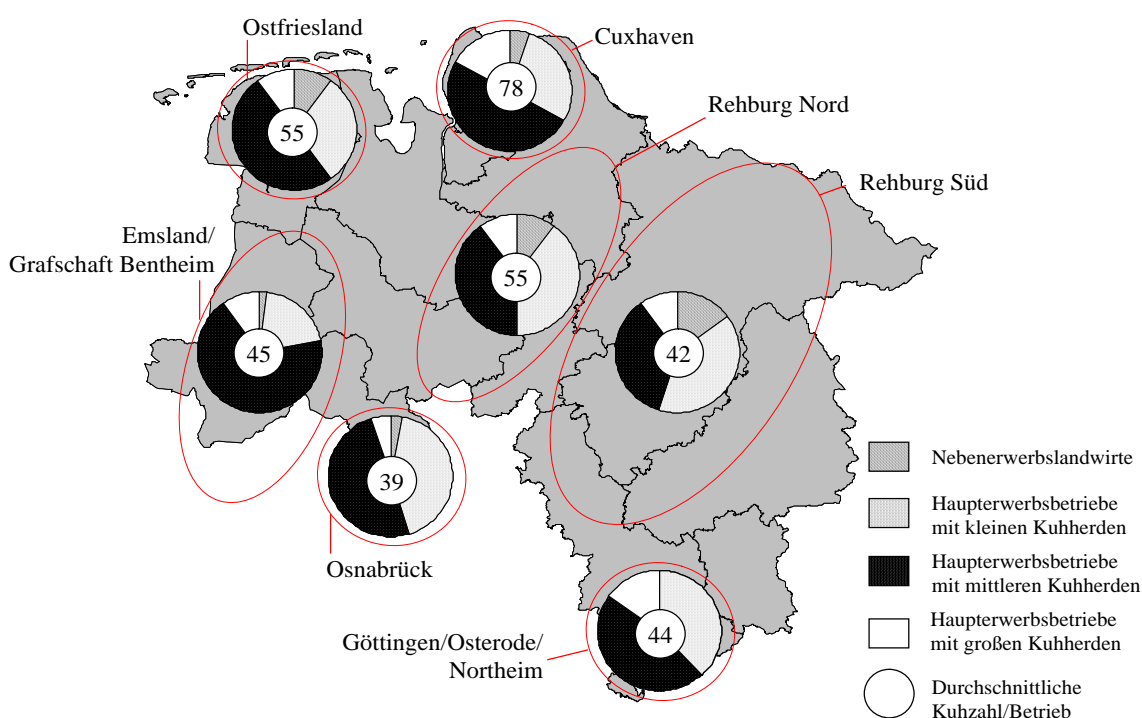 Ostfriesland
Cuxhaven
Rehburg Nord
Rehburg Süd
Emsland/
Grafschaft Bentheim
55
78
55
45
42
39
44
Osnabrück
Göttingen/Osterode/
Northeim
Nebenerwerbslandwirte
Haupterwerbsbetriebe
mit kleinen Kuhherden
Haupterwerbsbetriebe
mit mittleren Kuhherden
Haupterwerbsbetriebe
mit großen Kuhherden
Durchschnittliche
Kuhzahl/Betrieb